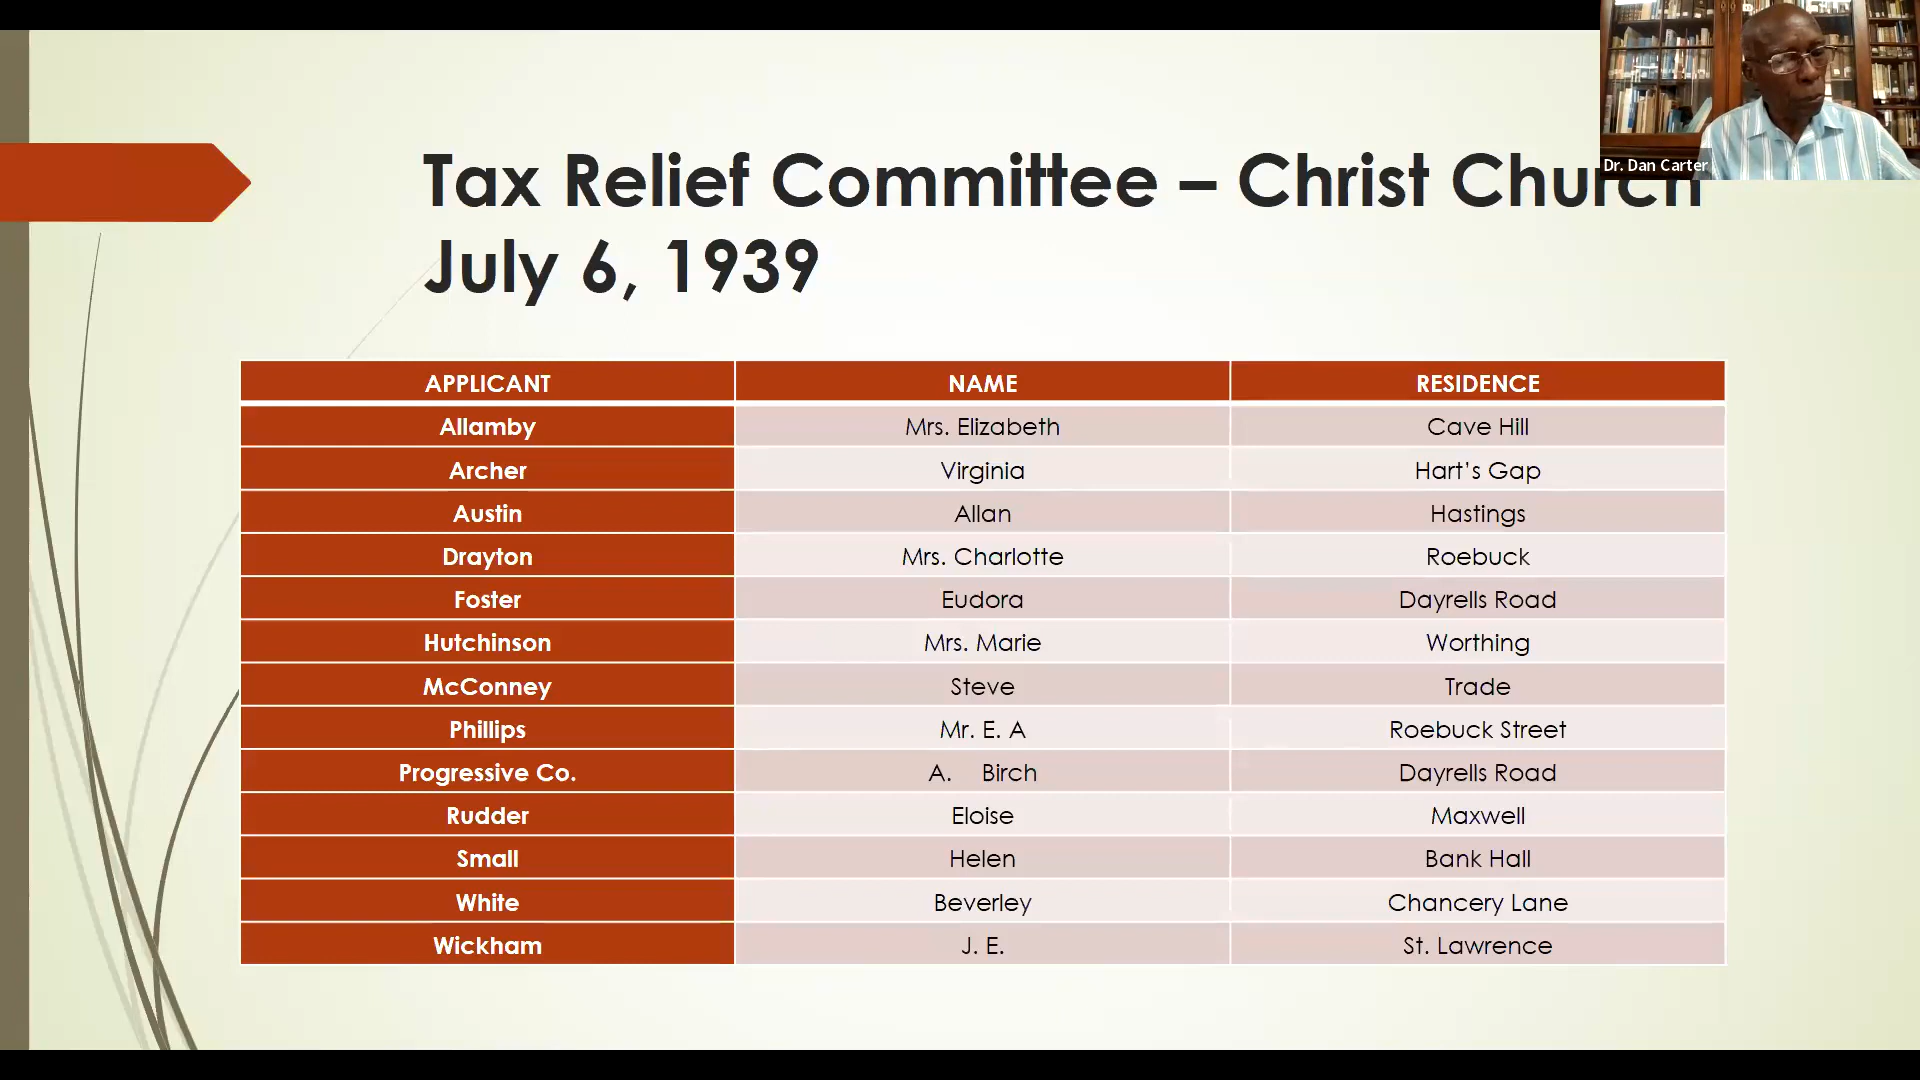 Tax Relief Committee – Christ Church
July 6, 1939
Dr. Dan Carter
APPLICANT NAME RESIDENCE
Allamby Mrs. Elizabeth Cave Hill
Archer Virginia Hart’s Gap
Austin Allan Hastings
Drayton Mrs. Charlotte Roebuck
Foster Eudora Dayrells Road
Hutchinson Mrs. Marie Worthing
McConney Steve Trade
Phillips Mr. E. A Roebuck Street
Progressive Co. A. Birch Dayrells Road
Rudder Eloise Maxwell
Small Helen Bank Hall
White Beverley Chancery Lane
Wickham J. E. St. Lawrence